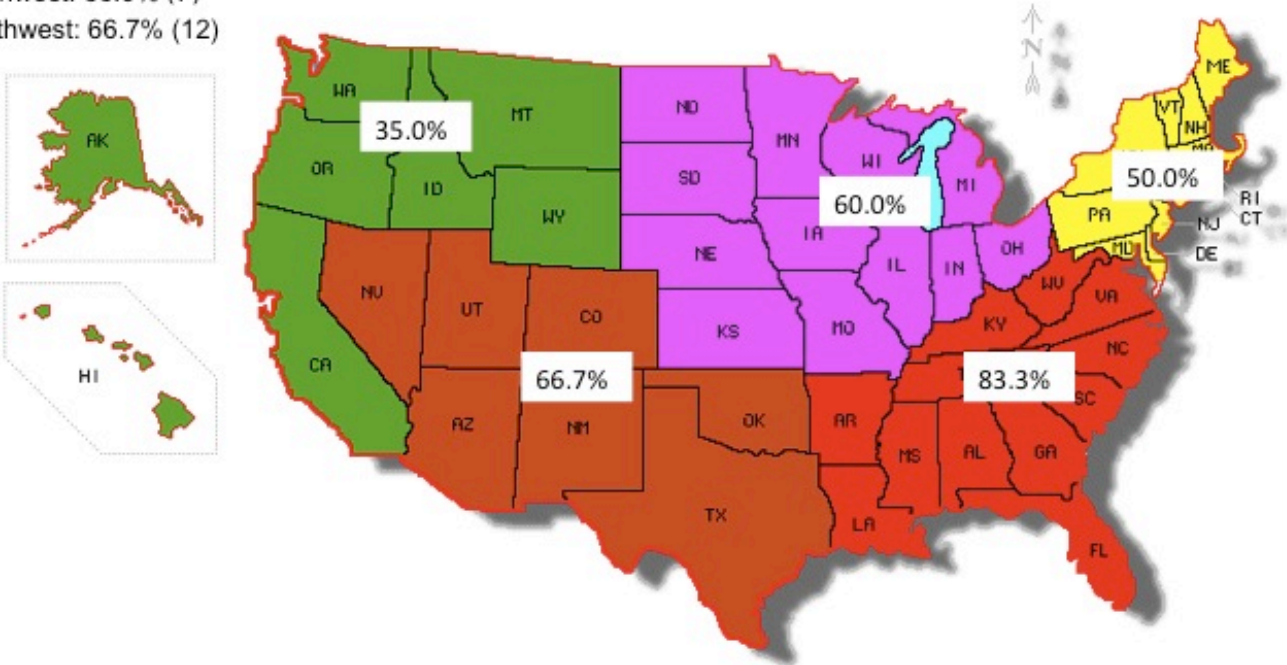 thwest: 66.7% (12)
N
ME
WA
MT
ND
VT
AK
35.0%
MN
NH
OR
WI
50.0%
ID
SD
MI
60.0%
RI
WY
PA
CT
NJ
IA
OH
MD
DE
NE
IL
IN
NV
WV
UT
CO
VA
KS
MO
KY
NC
HI
CA
66.7%
83.3%
SC
AZ
NM
OK
AR
MS
AL
GA
TX
LA
FL